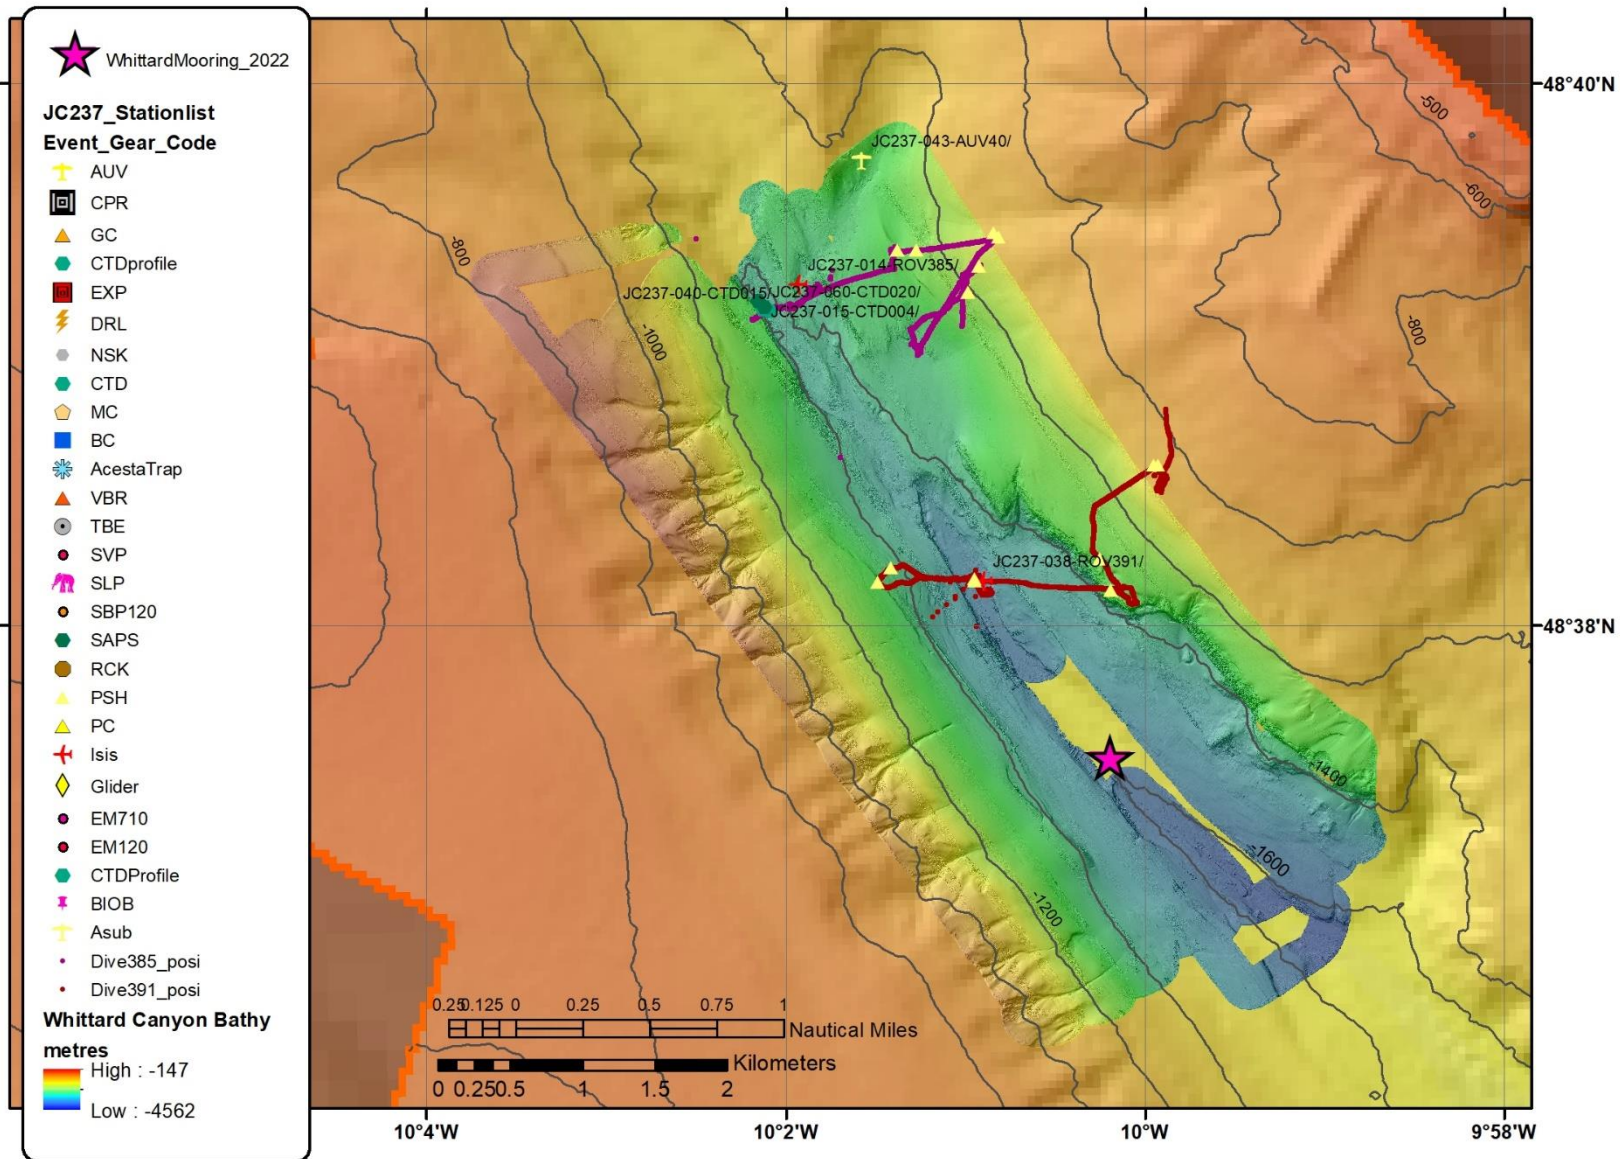 WhittardMooring_2022
JC237_Stationlist
Event_Gear_Code
AUV
CPR
GC
CTDprofile
EXP
DRL
NSK
CTD
MC
BC
AcestaTrap
VBR
TBE
SVP
SLP
SBP120
SAPS
RCK
PSH
PC
Isis
Glider
EM710
EM120
CTDProfile
BIOB
Asub
Dive385_posi
Dive391_posi
Whittard Canyon Bathy
metres
High : -147
Low : -4562
48°40'N
-500
-600
JC237-043-AUV40/
-800
JC237-014-ROV385/
JC237-040-CTD015/
JC237-060-CTD020/
JC237-015-CTD004/
-1000
-800
JC237-038-ROV391/
48°38'N
-1400
-1600
-1200
0.25 0.125 0 0.25 0.5 0.75 1
Nautical Miles
Kilometers
0 0.25 0.5 1 1.5 2
10°4'W 10°2'W 10°W 9°58'W